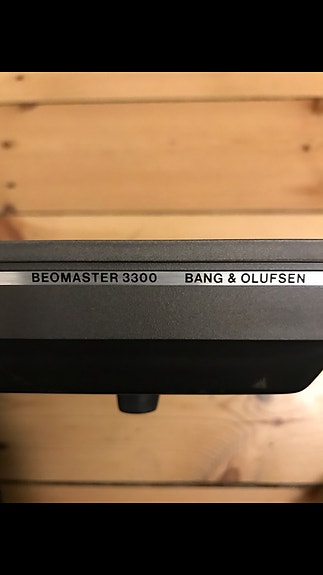 BEOMASTER 3300 BANG & OLUFSEN